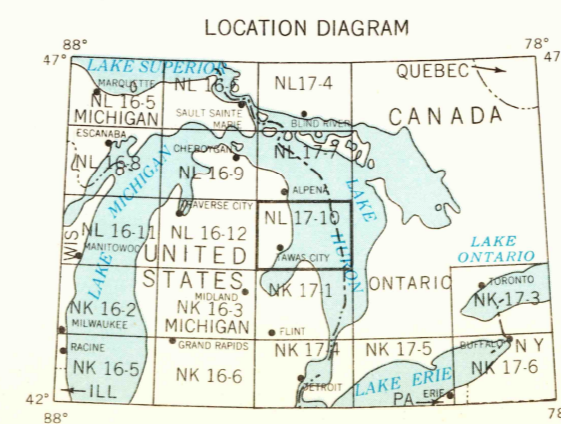 LOCATION DIAGRAM
88°
78°
47°
47
LAKE SUPERIOR
MARQUETTE
NL 16-5
MICHIGAN
NL 16-6
SAULT SAINTE
MARIE
NL17-4
BLIND RIVER
QUEBEC
CANADA
ESCANABA
NL 16-8
CHEBOYGAN
NL 16-9
NL 17-7
ALPENA
LAKE MICHIGAN
TRAVERSE CITY
NL 16-11
WIS
MANITOWOC
NL 16-12
UNITED
STATES
NL 17-10
TAWAS CITY
LAKE HURON
LAKE
ONTARIO
ONTARIO
TORONTO
NK-17-3
NK 16-2
MILWAUKEE
MIDLAND
NK 16-3
MICHIGAN
NK 17-1
FLINT
RACINE
NK 16-5
ILL
GRAND RAPIDS
NK 16-6
NK 17-4
DETROIT
NK 17-5
LAKE ERIE
BUFFALO
N Y
NK 17-6
PA
ERIE
42°
88°
78